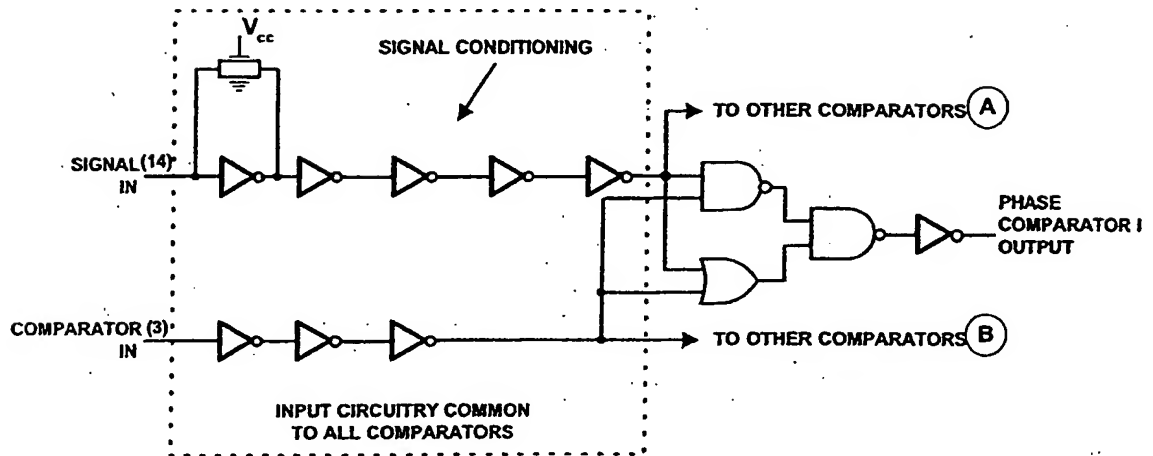 Vcc
SIGNAL CONDITIONING
TO OTHER COMPARATORS A
SIGNAL (14)
IN
PHASE
COMPARATOR I
OUTPUT
COMPARATOR (3)
IN
TO OTHER COMPARATORS B
INPUT CIRCUITRY COMMON
TO ALL COMPARATORS